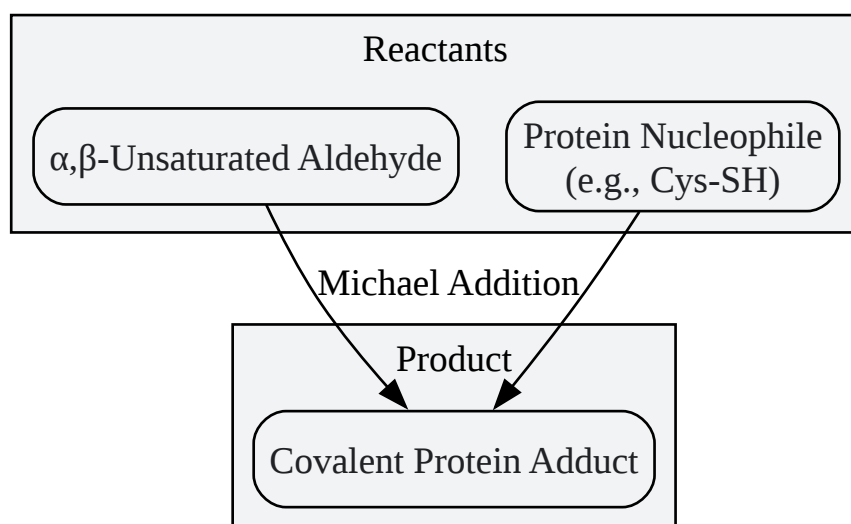 Reactants
α,β-Unsaturated Aldehyde
Protein Nucleophile
(e.g., Cys-SH)
Michael Addition
Product
Covalent Protein Adduct